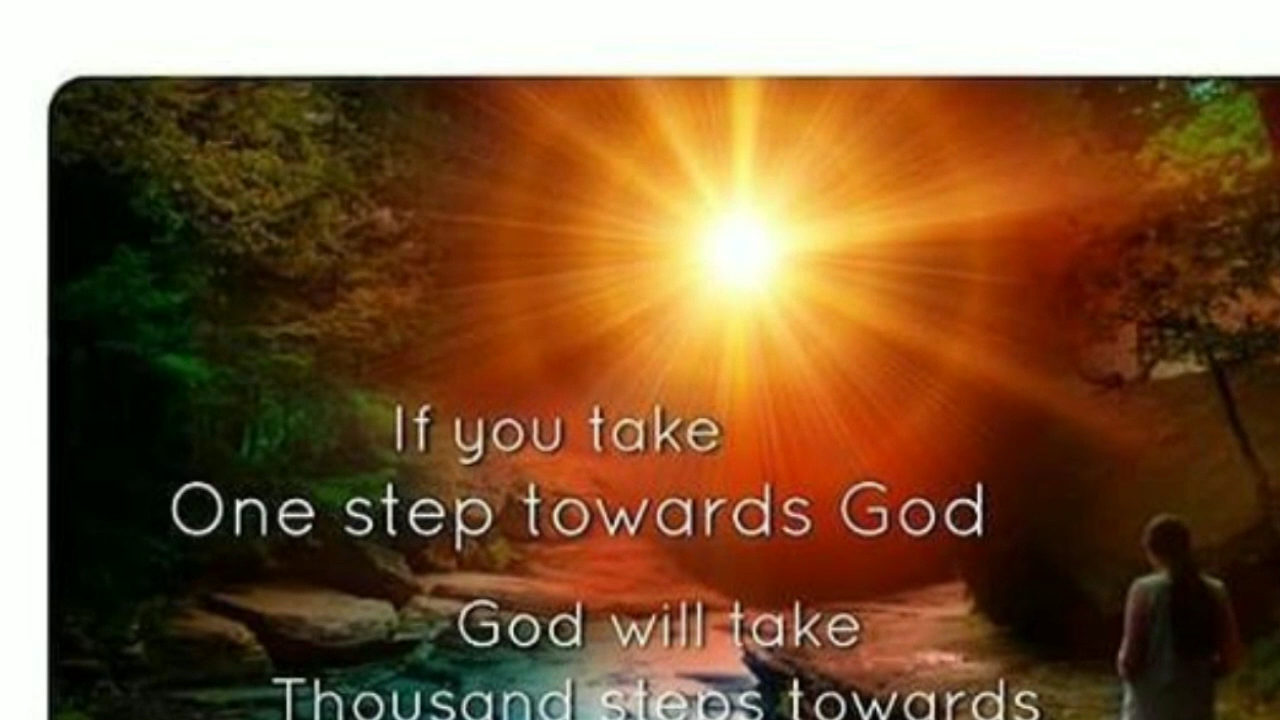 If you take
One step towards God
God will take
Thousand steps towards